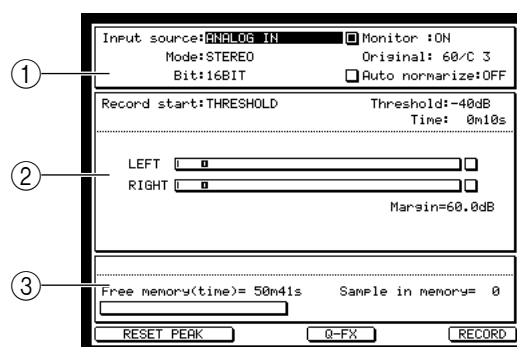 Input source:ANALOG IN Monitor :ON
Mode:STEREO Original: 60/C 3
Bit:16BIT Auto normarize:OFF
①
Record start:THRESHOLD Threshold:-40dB
Time: 0m10s
LEFT
②
RIGHT
Margin=60.0dB
③
Free memory(time)= 50m41s Sample in memory= 0
RESET PEAK Q-FX RECORD